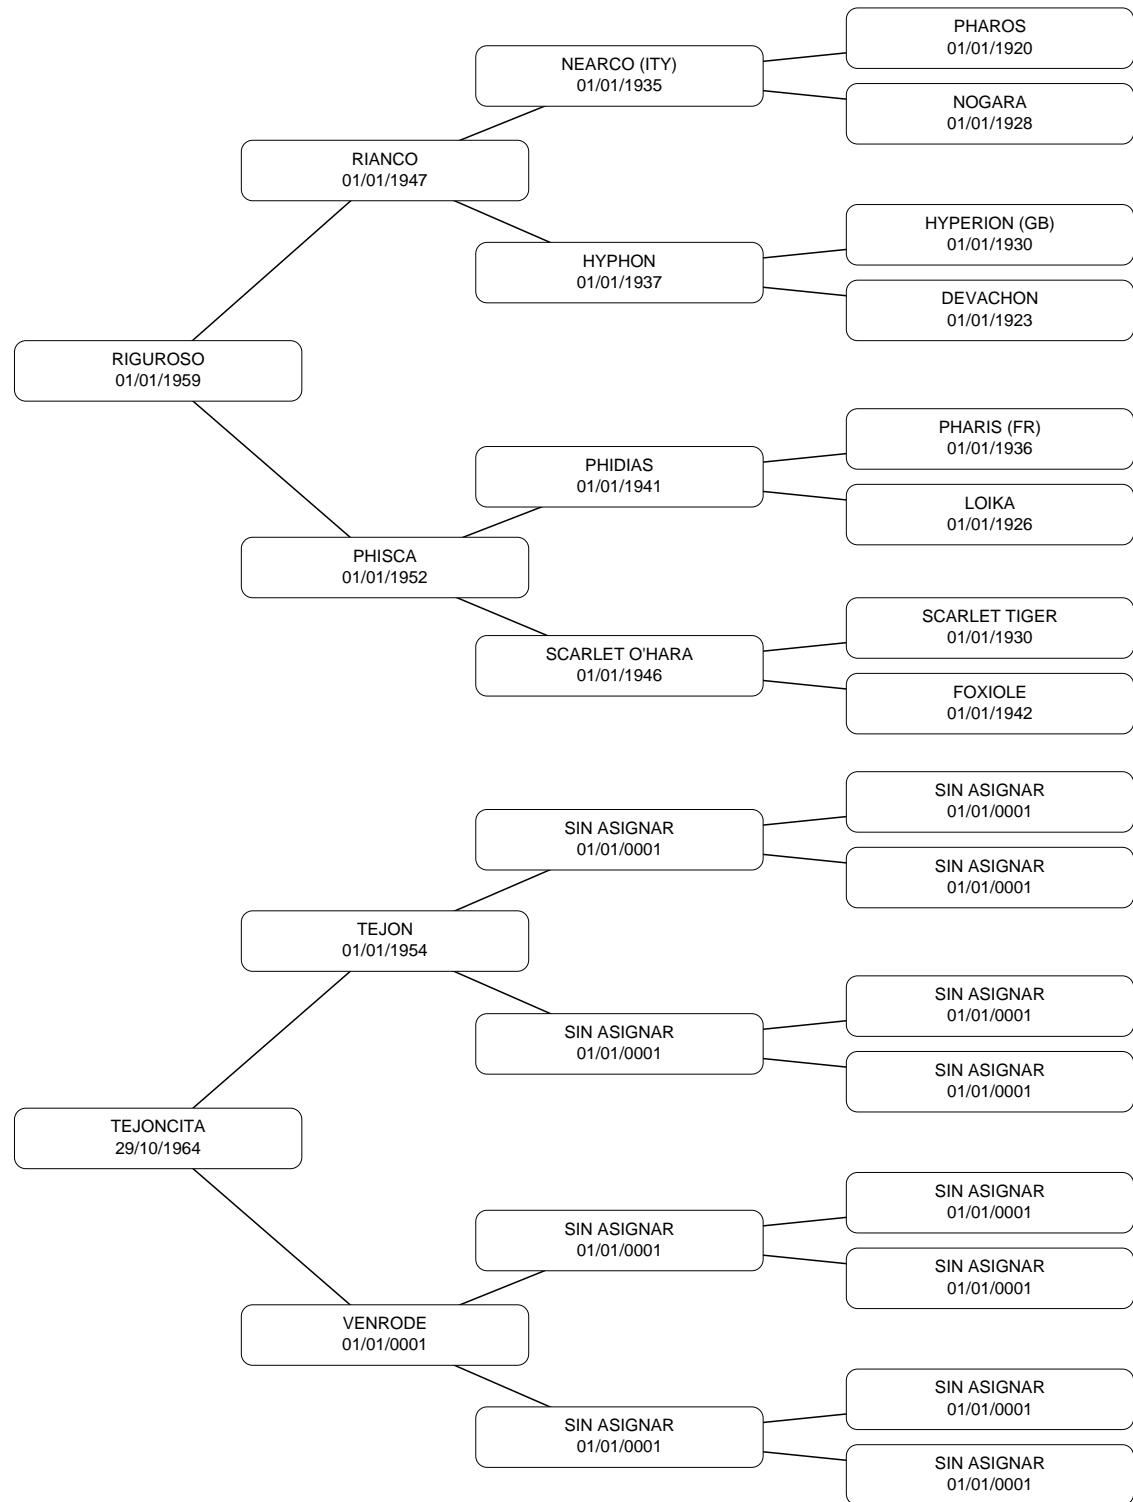 PHAROS
01/01/1920
NEARCO (ITY)
01/01/1935
NOGARA
01/01/1928
RIANCO
01/01/1947
HYPERION (GB)
01/01/1930
HYPHON
01/01/1937
DEVACHON
01/01/1923
RIGUROSO
01/01/1959
PHARIS (FR)
01/01/1936
PHIDIAS
01/01/1941
LOIKA
01/01/1926
PHISCA
01/01/1952
SCARLET TIGER
01/01/1930
SCARLET O'HARA
01/01/1946
FOXIOLE
01/01/1942
SIN ASIGNAR
01/01/0001
SIN ASIGNAR
01/01/0001
SIN ASIGNAR
01/01/0001
TEJON
01/01/1954
SIN ASIGNAR
01/01/0001
SIN ASIGNAR
01/01/0001
SIN ASIGNAR
01/01/0001
TEJONCITA
29/10/1964
SIN ASIGNAR
01/01/0001
SIN ASIGNAR
01/01/0001
SIN ASIGNAR
01/01/0001
VENRODE
01/01/0001
SIN ASIGNAR
01/01/0001
SIN ASIGNAR
01/01/0001
SIN ASIGNAR
01/01/0001